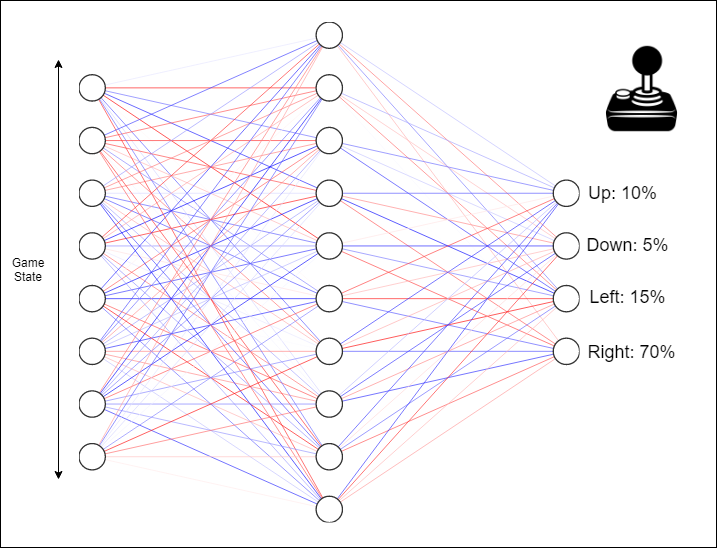 Game
State
Up: 10%
Down: 5%
Left: 15%
Right: 70%